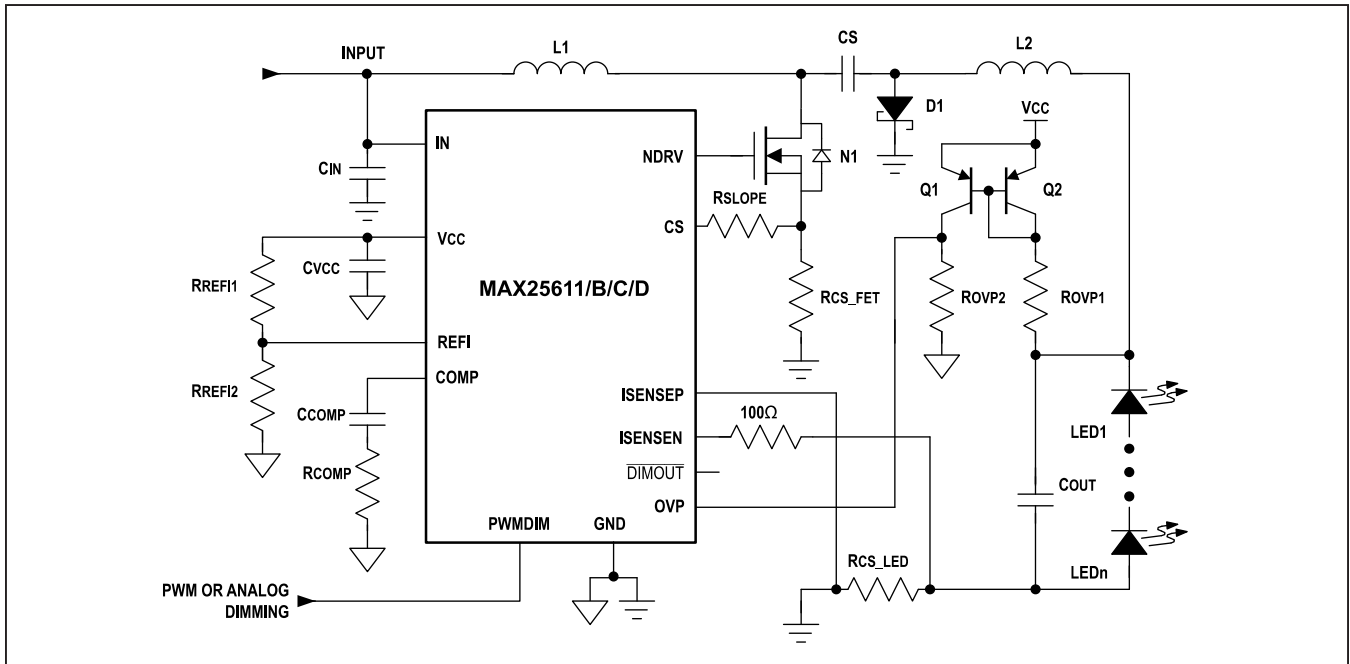 INPUT
L1
CS
L2
D1
VCC
IN
CIN
NDRV
N1
Q1
Q2
RSLOPE
CS
VCC
CVCC
RREFI1
MAX25611/B/C/D
RCS_FET
ROVP2
ROVP1
REFI
COMP
RREFI2
CCOMP
ISENSEP
100Ω
LED1
ISENSEN
RCOMP
DIMOUT
COUT
OVP
PWMDIM
GND
RCS_LED
LEDn
PWM OR ANALOG
DIMMING